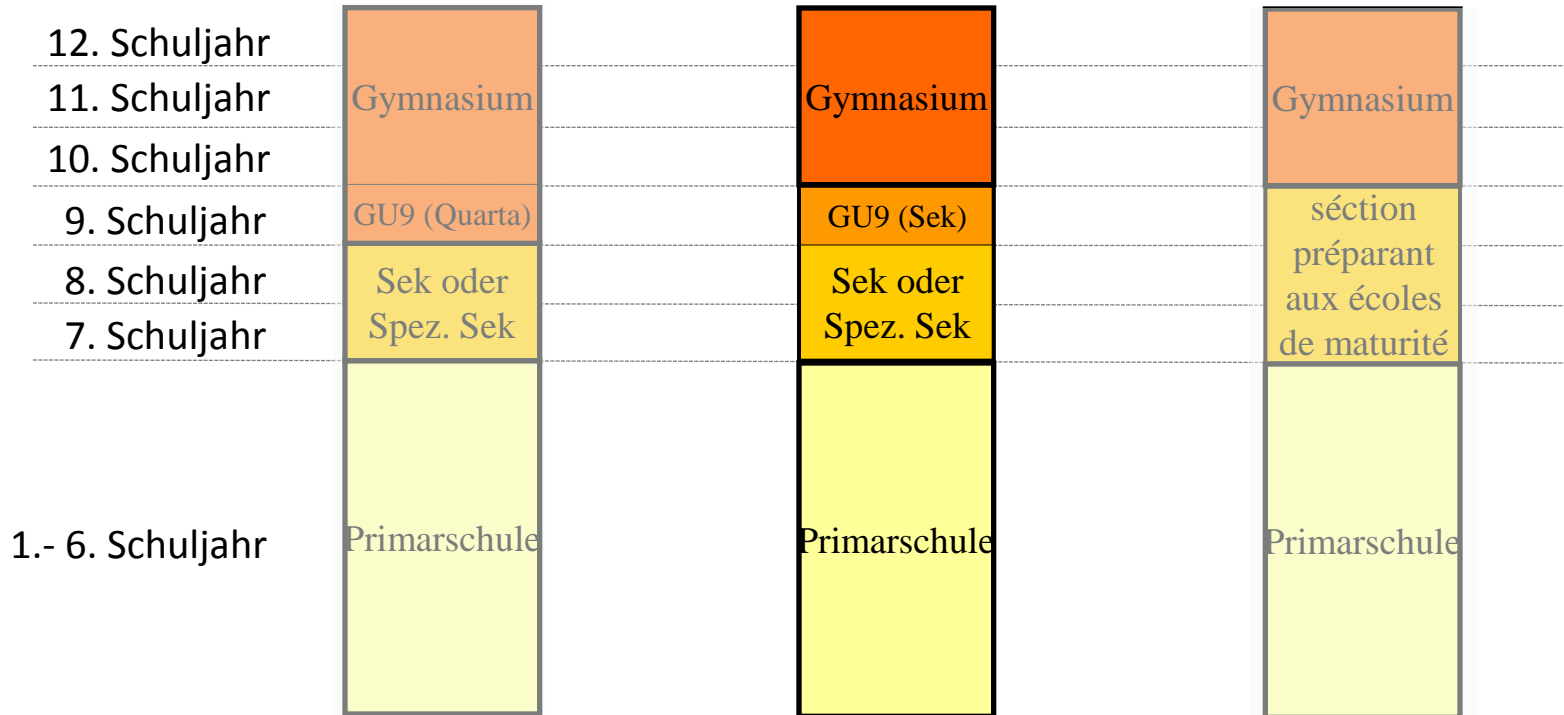 12. Schuljahr
11. Schuljahr
10. Schuljahr
9. Schuljahr
8. Schuljahr
7. Schuljahr
1.- 6. Schuljahr
Gymnasium
GU9 (Quarta)
Sek oder
Spez. Sek
Primarschule
Gymnasium
GU9 (Sek)
Sek oder
Spez. Sek
Primarschule
Gymnasium
séction
préparant
aux écoles
de maturité
Primarschule